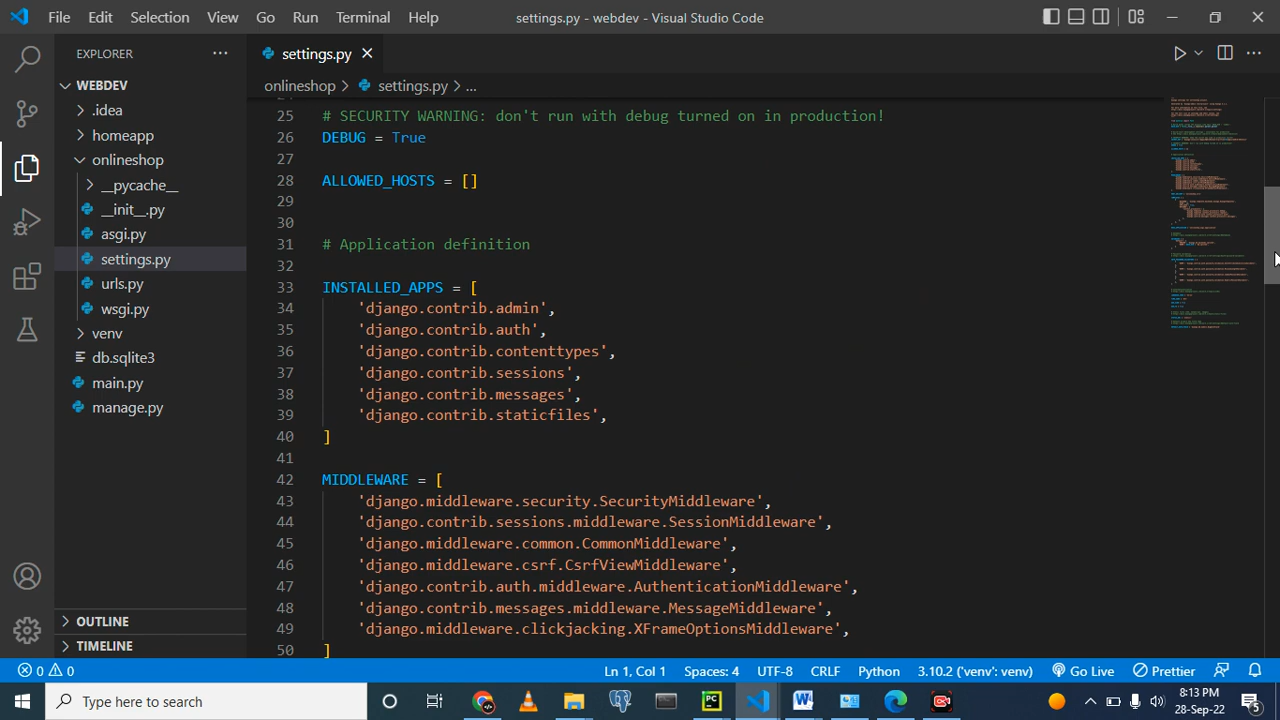 File Edit Selection View Go Run Terminal Help
settings.py - webdev - Visual Studio Code
EXPLORER
WEBDEV
.idea
homeapp
onlineshop
__pycache__
__init__.py
asgi.py
settings.py
urls.py
wsgi.py
venv
db.sqlite3
main.py
manage.py
OUTLINE
TIMELINE
settings.py
onlineshop > settings.py > ...
25 # SECURITY WARNING n't run with debug turned on in production!
26 DEBUG = True
27
28 ALLOWED_HOSTS = []
29
30
31 # Application definition
32
33 INSTALLED_APPS = [
34 'django.contrib.admin',
35 'django.contrib.auth',
36 'django.contrib.contenttypes',
37 'django.contrib.sessions',
38 'django.contrib.messages',
39 'django.contrib.staticfiles',
40 ]
41
42 MIDDLEWARE = [
43 'django.middleware.security.SecurityMiddleware',
44 'django.contrib.sessions.middleware.SessionMiddleware',
45 'django.middleware.common.CommonMiddleware',
46 'django.middleware.csrf.CsrfViewMiddleware',
47 'django.contrib.auth.middleware.AuthenticationMiddleware',
48 'django.contrib.messages.middleware.MessageMiddleware',
49 'django.middleware.clickjacking.XFrameOptionsMiddleware',
50 ]
0 0 Ln 1, Col 1 Spaces: 4 UTF-8 CRLF Python 3.10.2 ('venv': venv) Go Live Prettier
Type here to search
PC
8:13 PM
28-Sep-22
5